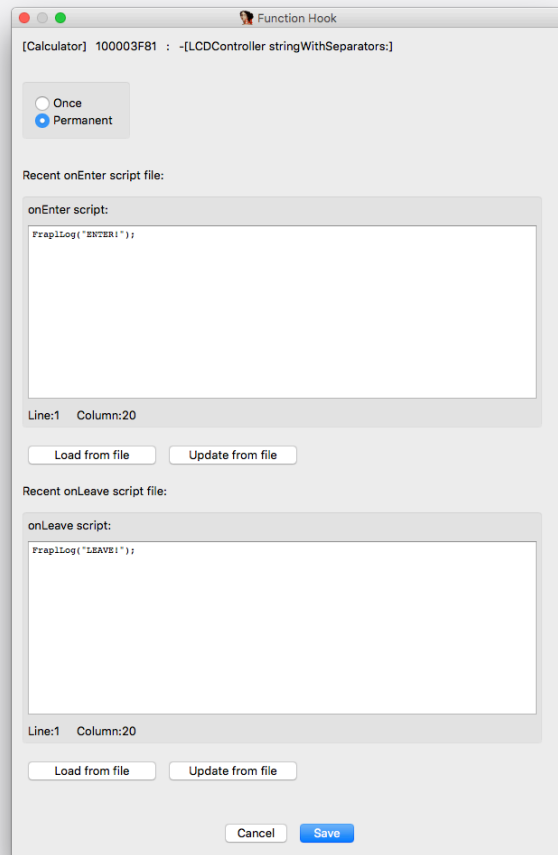 Function Hook
[Calculator]  100003F81  :  -[LCDController stringWithSeparators:]
Once
Permanent
Recent onEnter script file:
onEnter script:
FraplLog("ENTER!");
Line:1    Column:20
Load from file    Update from file
Recent onLeave script file:
onLeave script:
FraplLog("LEAVE!");
Line:1    Column:20
Load from file    Update from file
Cancel    Save